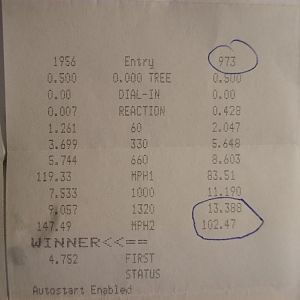 1956 Entry 973
0.500 0.000 TREE 0.500
0.00 DIAL-IN 0.00
0.007 REACTION 0.428
1.261 60 2.047
3.699 330 5.648
5.744 660 8.603
119.33 MPH1 83.51
7.533 1000 11.190
9.057 1320 13.388
147.49 MPH2 102.47
WINNER<<==
4.752 FIRST
STATUS
Autostart Enabled